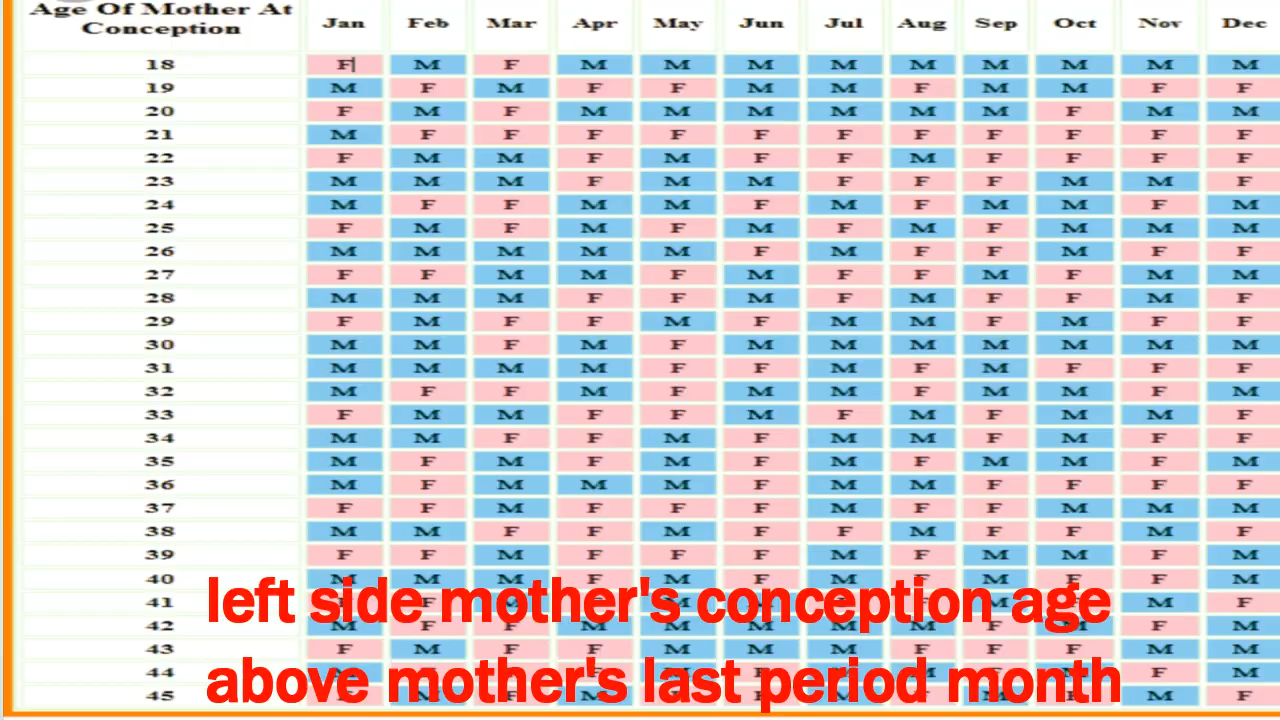 Age Of Mother At Conception Jan Feb Mar Apr May Jun Jul Aug Sep Oct Nov Dec
18 F M F M M M M M M M M M
19 M F M F F M M F M M F F
20 F M F M M M M M M F M M
21 M F F F F F F F F F F F
22 F M M F M F F M F F F F
23 M M M F M M F F F M M F
24 M F F M M F M F F M F M
25 F M F M F M F M F M M M
26 M M M M M F M F F M F F
27 F F M M F M F F M F M M
28 M M M F F M F M F F M F
29 F M F F M F M M F M F F
30 M M F M F M M M M M M M
31 M M M M F F M F M F F F
32 M F F M F M M F M M F M
33 F M M F F M F M F M M F
34 M M F F M F M M F M F F
35 M F M F M F M F M M F M
36 M F M M M F M M F F F F
37 F F M F F F M F F M M M
38 M M F F M F F M F F M F
39 F F M F F F M F M M F M
40 M M M F M F M F M F F M
41 M F
42 M F F M M M M M F M F M
43 F M F F M M M F F F M M
44 F M
45 M F
left side mother's conception age
above mother's last period month